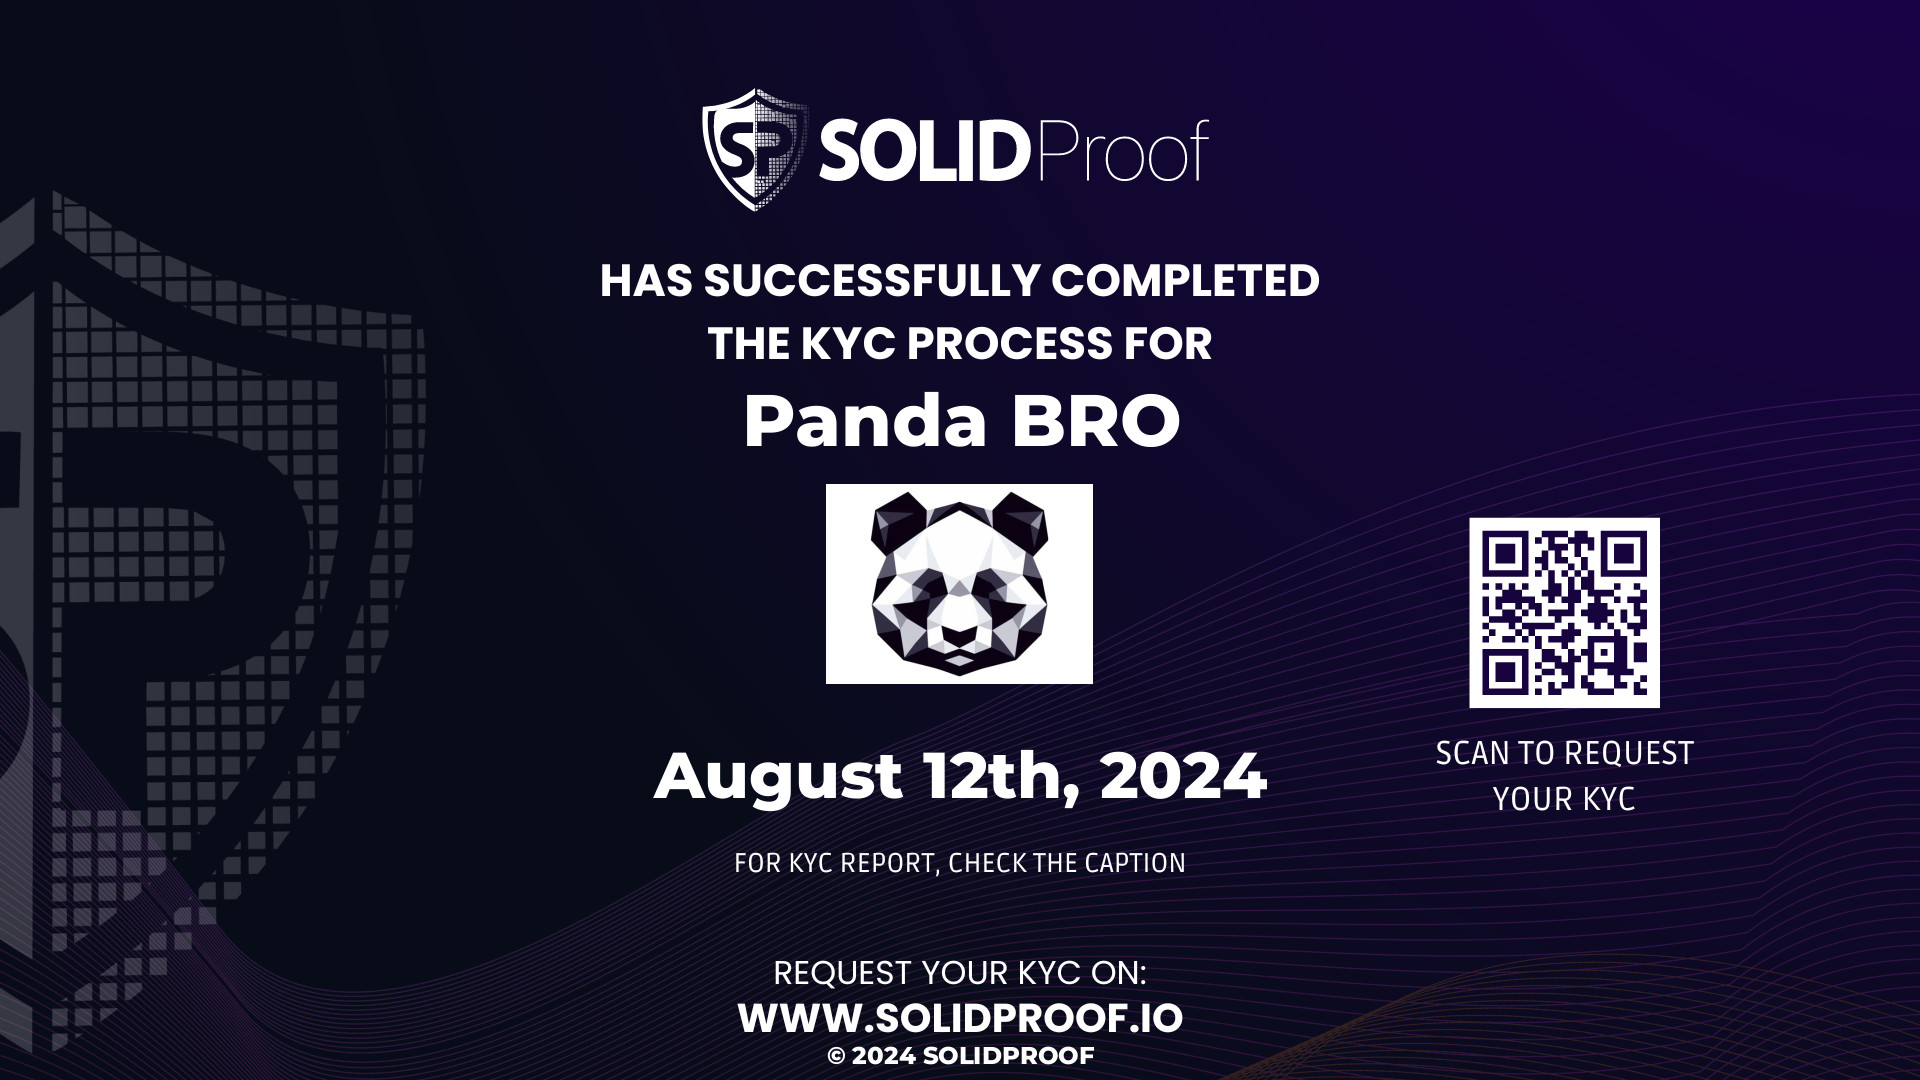 SP SOLIDProof
HAS SUCCESSFULLY COMPLETED
THE KYC PROCESS FOR
Panda BRO
August 12th, 2024
SCAN TO REQUEST
YOUR KYC
FOR KYC REPORT, CHECK THE CAPTION
REQUEST YOUR KYC ON:
WWW.SOLIDPROOF.IO
© 2024 SOLIDPROOF